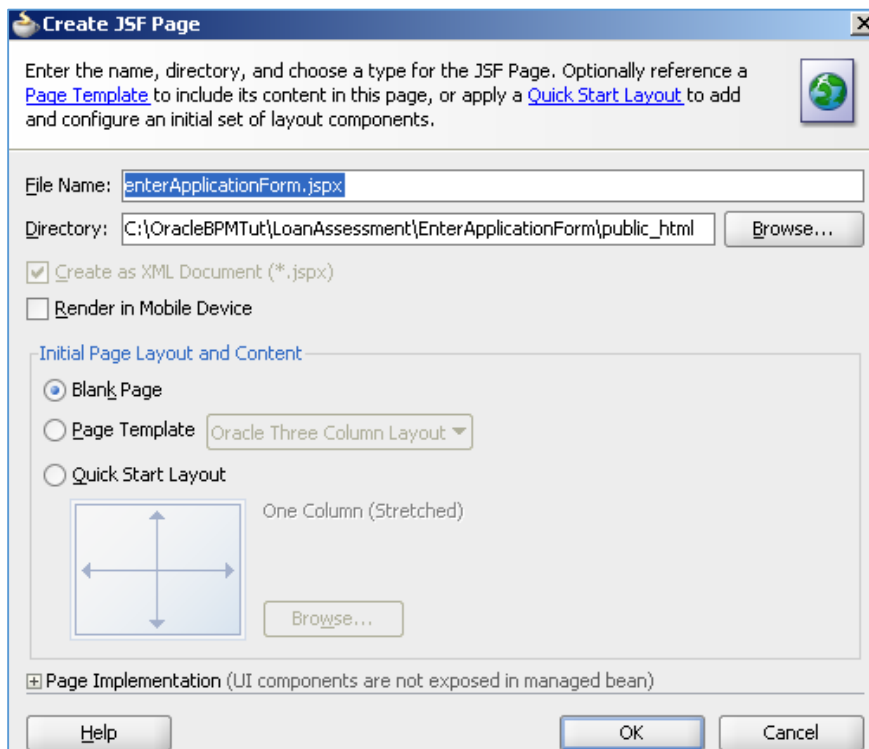 Create JSF Page
Enter the name, directory, and choose a type for the JSF Page. Optionally reference a
Page Template to include its content in this page, or apply a Quick Start Layout to add
and configure an initial set of layout components.
File Name: enterApplicationForm.jspx
Directory: C:\OracleBPMTut\LoanAssessment\EnterApplicationForm\public_html Browse...
Create as XML Document (*.jspx)
Render in Mobile Device
Initial Page Layout and Content
Blank Page
Page Template Oracle Three Column Layout
Quick Start Layout
One Column (Stretched)
Browse...
Page Implementation (UI components are not exposed in managed bean)
Help OK Cancel